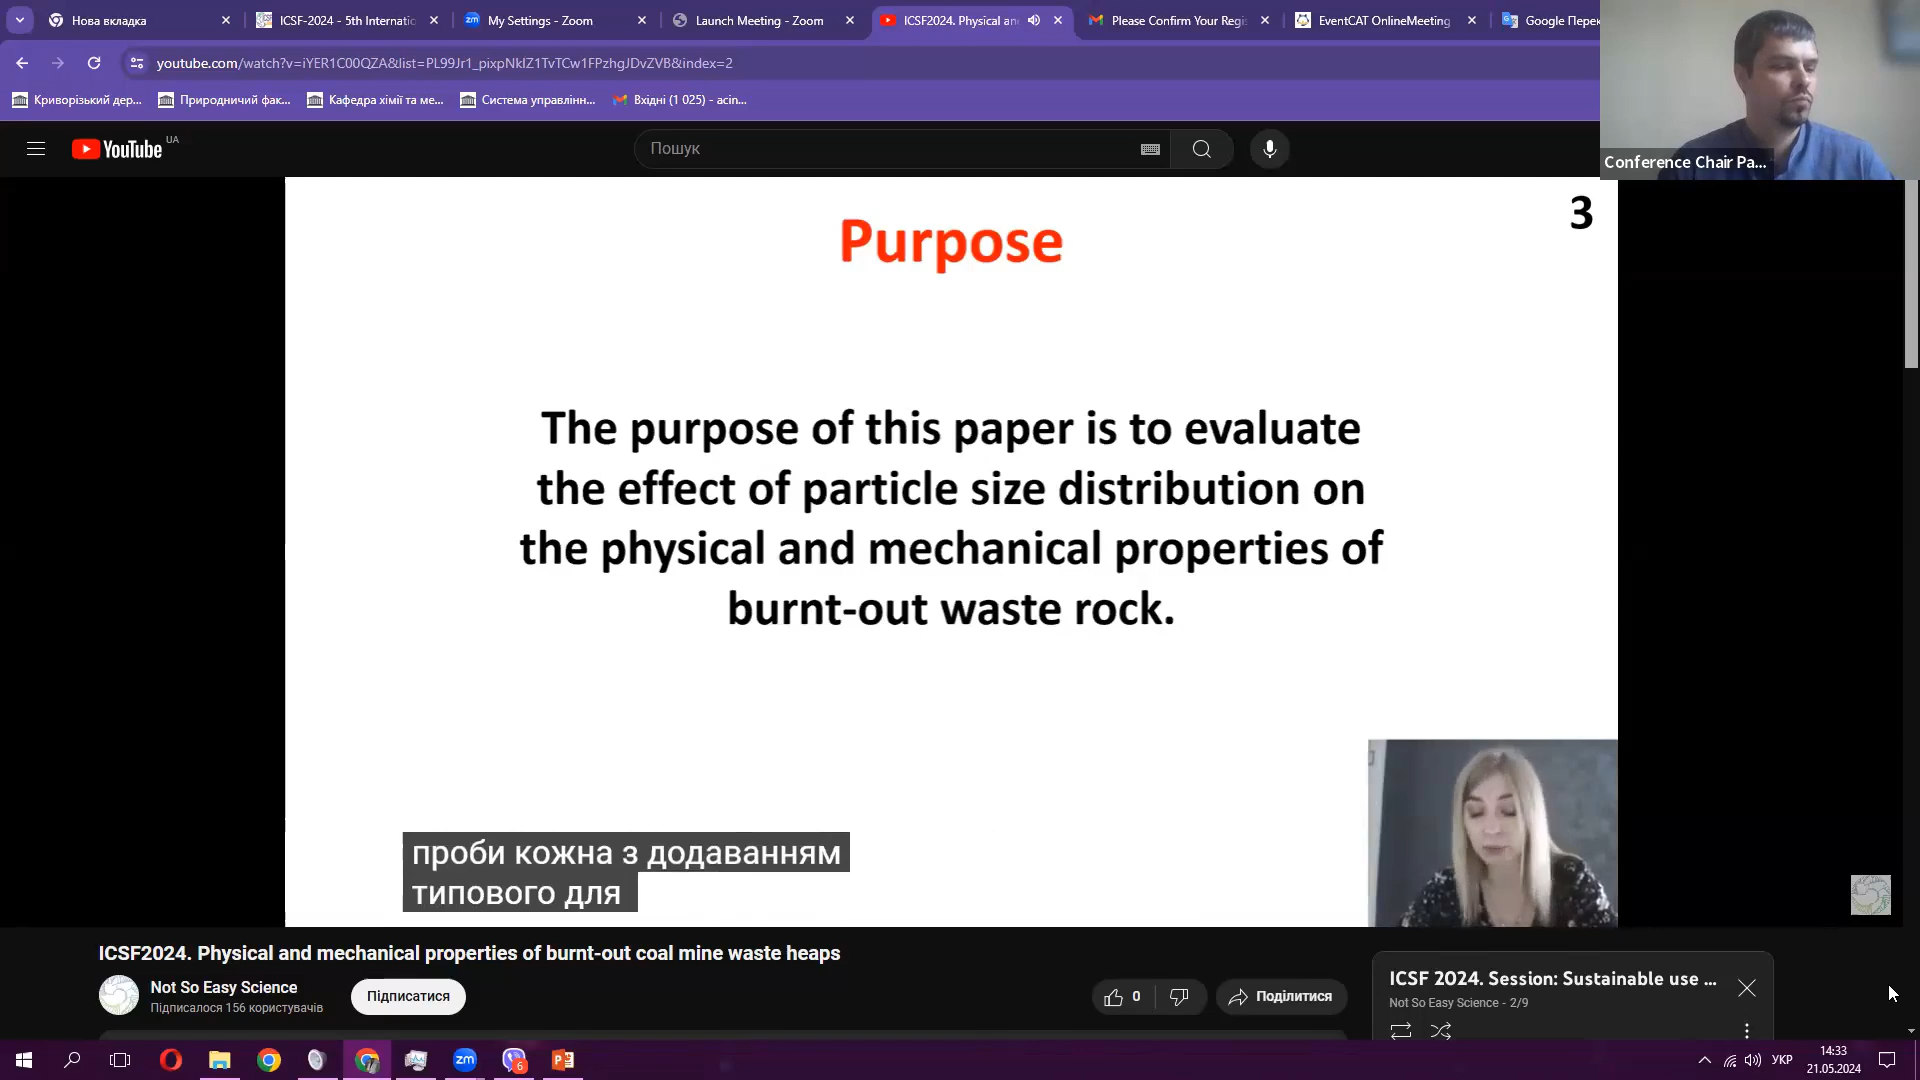 Нова вкладка
ICSF-2024 - 5th Internatio
My Settings - Zoom
Launch Meeting - Zoom
ICSF2024. Physical an
Please Confirm Your Regis
EventCAT OnlineMeeting
Google Перек
youtube.com/watch?v=iYER1C00QZA&list=PL99Jr1_pixpNkIZ1TvTCw1FPzhgJDvZVB&index=2
Криворізький дер...
Природничий фак...
Кафедра хімії та ме...
Система управлінн...
Вхідні (1 025) - acin...
YouTube UA
Пошук
Conference Chair Pa...
3
Purpose
The purpose of this paper is to evaluate
the effect of particle size distribution on
the physical and mechanical properties of
burnt-out waste rock.
проби кожна з додаванням
типового для
ICSF2024. Physical and mechanical properties of burnt-out coal mine waste heaps
Not So Easy Science
Підписалося 156 користувачів
Підписатися
0
Поділитися
ICSF 2024. Session: Sustainable use ...
Not So Easy Science - 2/9
zm
6
УКР
14:33
21.05.2024